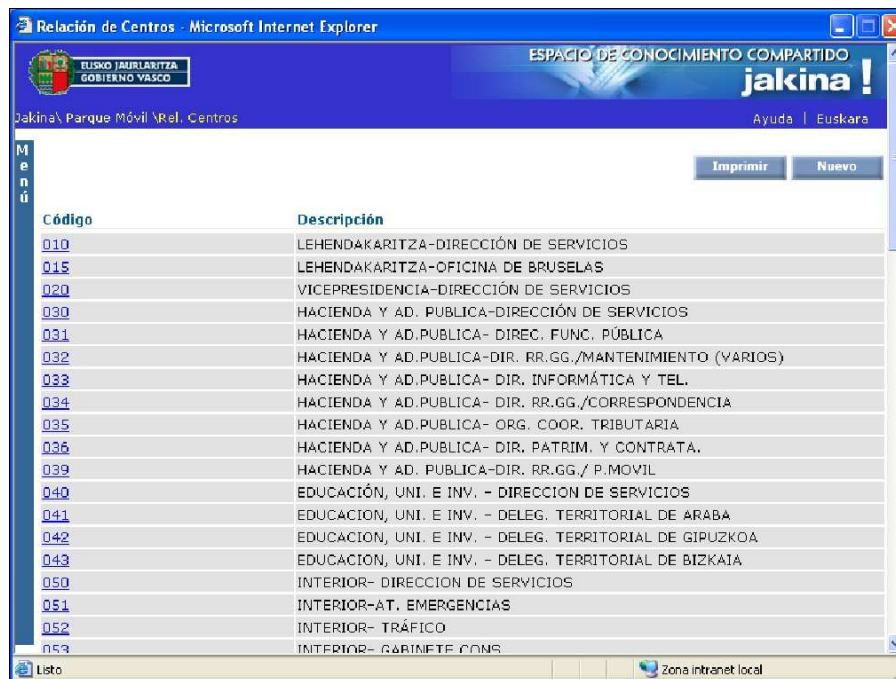 Relación de Centros - Microsoft Internet Explorer
EUSKO JAURLARITZA
GOBIERNO VASCO
ESPACIO DE CONOCIMIENTO COMPARTIDO
jakina!
Jakina\ Parque Móvil \Rel. Centros
Ayuda | Euskara
Menú
Imprimir Nuevo
Código Descripción
010 LEHENDAKARITZA-DIRECCIÓN DE SERVICIOS
015 LEHENDAKARITZA-OFICINA DE BRUSELAS
020 VICEPRESIDENCIA-DIRECCIÓN DE SERVICIOS
030 HACIENDA Y AD. PUBLICA-DIRECCIÓN DE SERVICIOS
031 HACIENDA Y AD.PUBLICA- DIREC. FUNC. PÚBLICA
032 HACIENDA Y AD.PUBLICA-DIR. RR.GG./MANTENIMIENTO (VARIOS)
033 HACIENDA Y AD.PUBLICA- DIR. INFORMÁTICA Y TEL.
034 HACIENDA Y AD.PUBLICA- DIR. RR.GG./CORRESPONDENCIA
035 HACIENDA Y AD.PUBLICA- ORG. COOR. TRIBUTARIA
036 HACIENDA Y AD.PUBLICA- DIR. PATRIM. Y CONTRATA.
039 HACIENDA Y AD. PUBLICA-DIR. RR.GG./ P.MOVIL
040 EDUCACIÓN, UNI. E INV. - DIRECCION DE SERVICIOS
041 EDUCACION, UNI. E INV. - DELEG. TERRITORIAL DE ARABA
042 EDUCACION, UNI. E INV. - DELEG. TERRITORIAL DE GIPUZKOA
043 EDUCACION, UNI. E INV. - DELEG. TERRITORIAL DE BIZKAIA
050 INTERIOR- DIRECCION DE SERVICIOS
051 INTERIOR-AT. EMERGENCIAS
052 INTERIOR- TRÁFICO
053 INTERIOR- GABINETE CONS.
Listo Zona intranet local